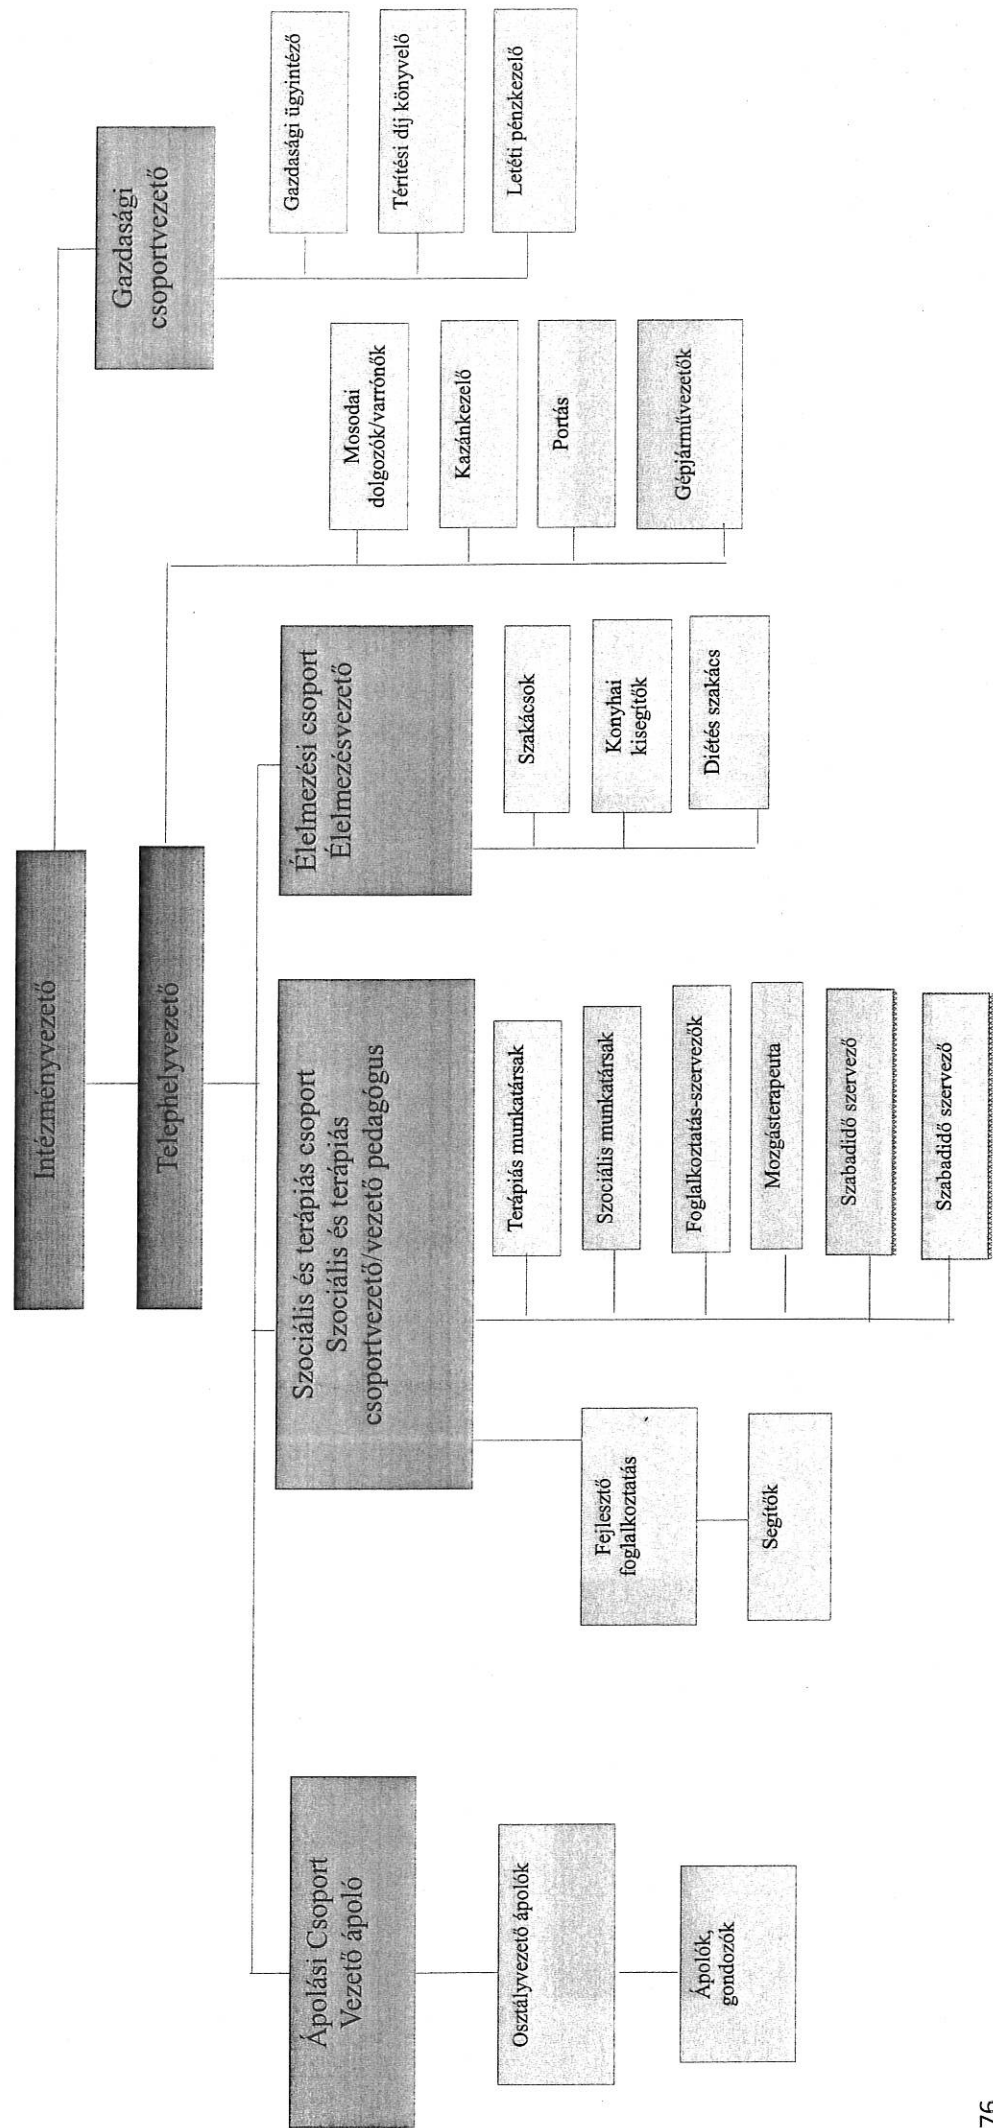 Intézményvezető
Telephelyvezető
Gazdasági
csoportvezető
Gazdasági ügyintéző
Térítési díj könyvelő
Letéti pénzkezelő
Ápolási Csoport
Vezető ápoló
Osztályvezető ápolók
Ápolók,
gondozók
Szociális és terápiás csoport
Szociális és terápiás
csoportvezető/vezető pedagógus
Fejlesztő
foglalkoztatás
Segítők
Terápiás munkatársak
Szociális munkatársak
Foglalkoztatás-szervezők
Mozgásterapeuta
Szabadidő szervező
Szabadidő szervező
Élelmezési csoport
Élelmezésvezető
Szakácsok
Konyhai
kisegítők
Diétés szakács
Mosodai
dolgozók/varrónők
Kazánkezelő
Portás
Gépjárművezetők
76